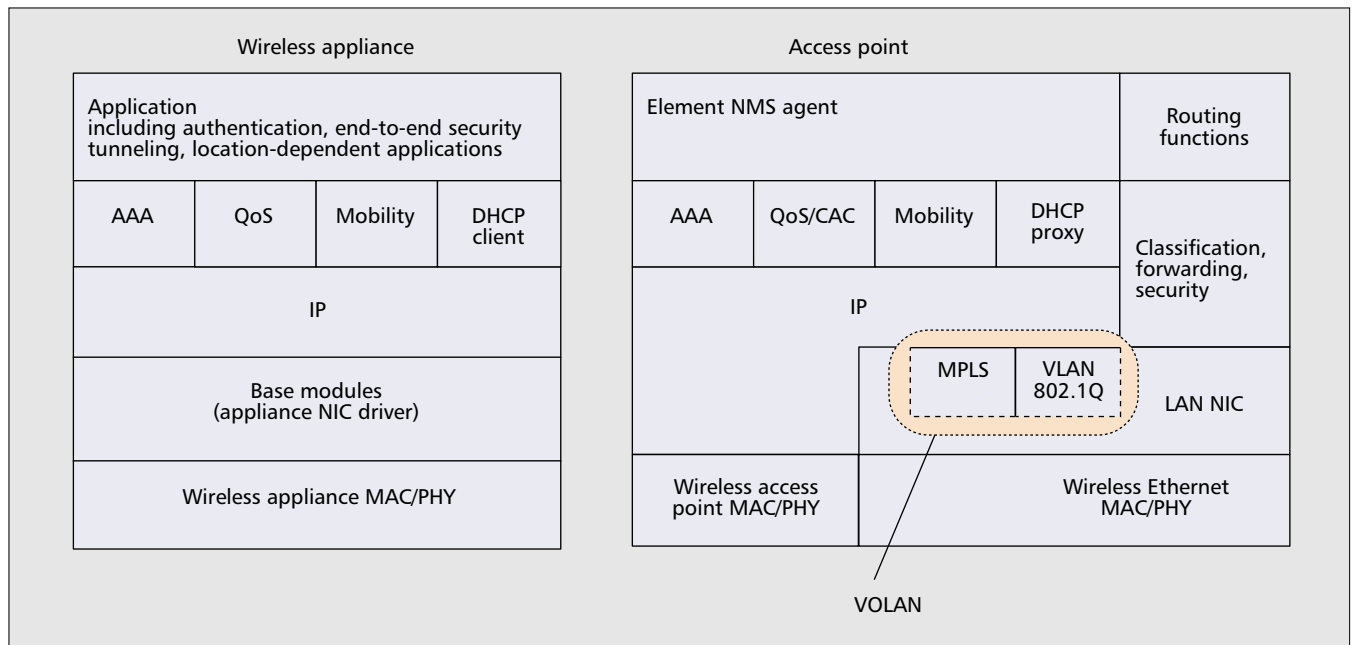 Wireless appliance
Application
including authentication, end-to-end security
tunneling, location-dependent applications
AAA
QoS
Mobility
DHCP
client
IP
Base modules
(appliance NIC driver)
Wireless appliance MAC/PHY
Access point
Element NMS agent
Routing
functions
AAA
QoS/CAC
Mobility
DHCP
proxy
Classification,
forwarding,
security
IP
MPLS
VLAN
802.1Q
LAN NIC
Wireless access
point MAC/PHY
Wireless Ethernet
MAC/PHY
VOLAN